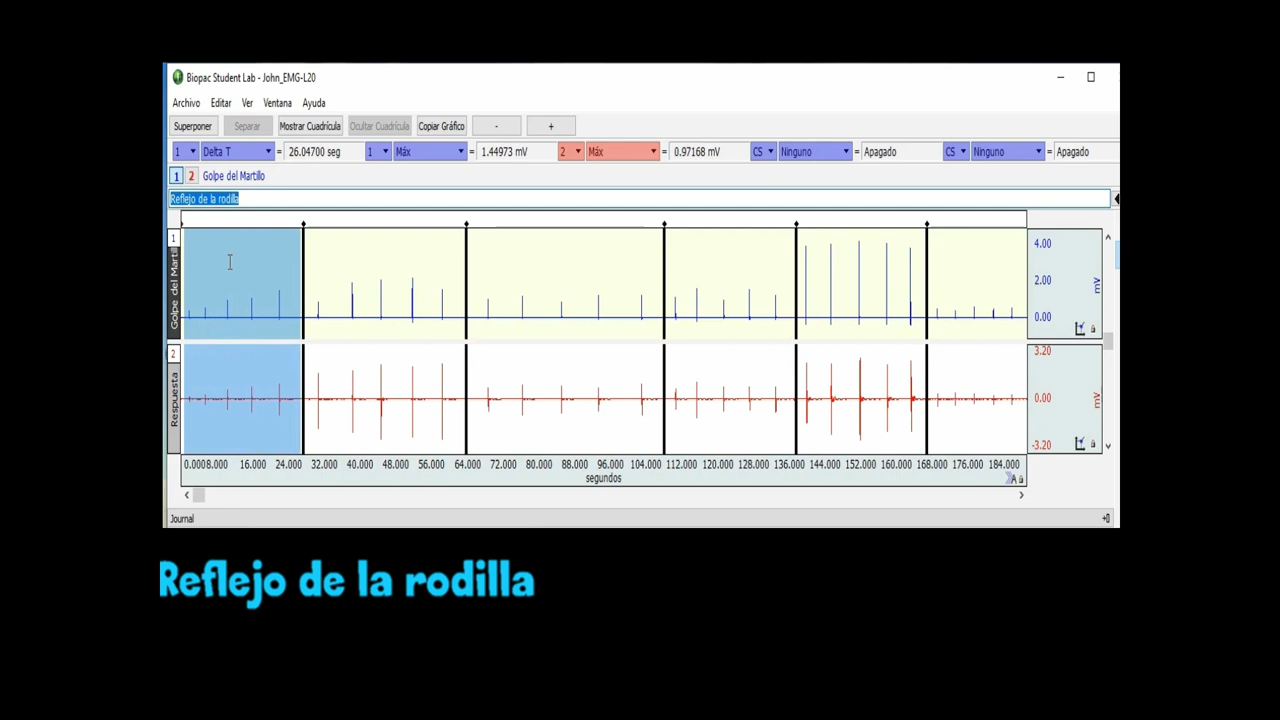 Biopac Student Lab - John_EMG-L20
Archivo Editar Ver Ventana Ayuda
Superponer Separar Mostrar Cuadrícula Ocultar Cuadrícula Copiar Gráfico - +
1 Delta T = 26.04700 seg 1 Máx = 1.44973 mV 2 Máx = 0.97168 mV CS Ninguno = Apagado CS Ninguno = Apagado
1 2 Golpe del Martillo
Reflejo de la rodilla
1
Golpe del Martill
4.00
2.00
0.00
mV
2
Respuesta
3.20
0.00
-3.20
mV
0.0008.000 16.000 24.000 32.000 40.000 48.000 56.000 64.000 72.000 80.000 88.000 96.000 104.000 112.000 120.000 128.000 136.000 144.000 152.000 160.000 168.000 176.000 184.000
segundos
A
Journal
Reflejo de la rodilla